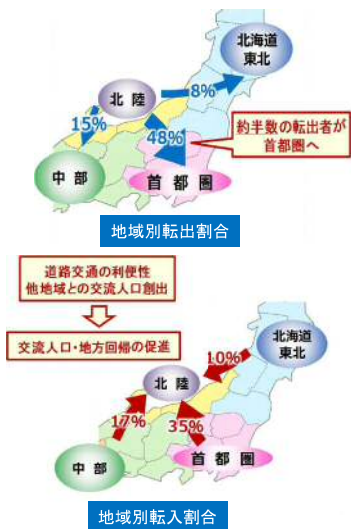 北海道
東北
北陸
8%
15%
48%
約半数の転出者が
首都圏へ
中部
首都圏
地域別転出割合
道路交通の利便性
他地域との交流人口創出
交流人口・地方回帰の促進
北海道
東北
10%
北陸
17%
35%
中部
首都圏
地域別転入割合